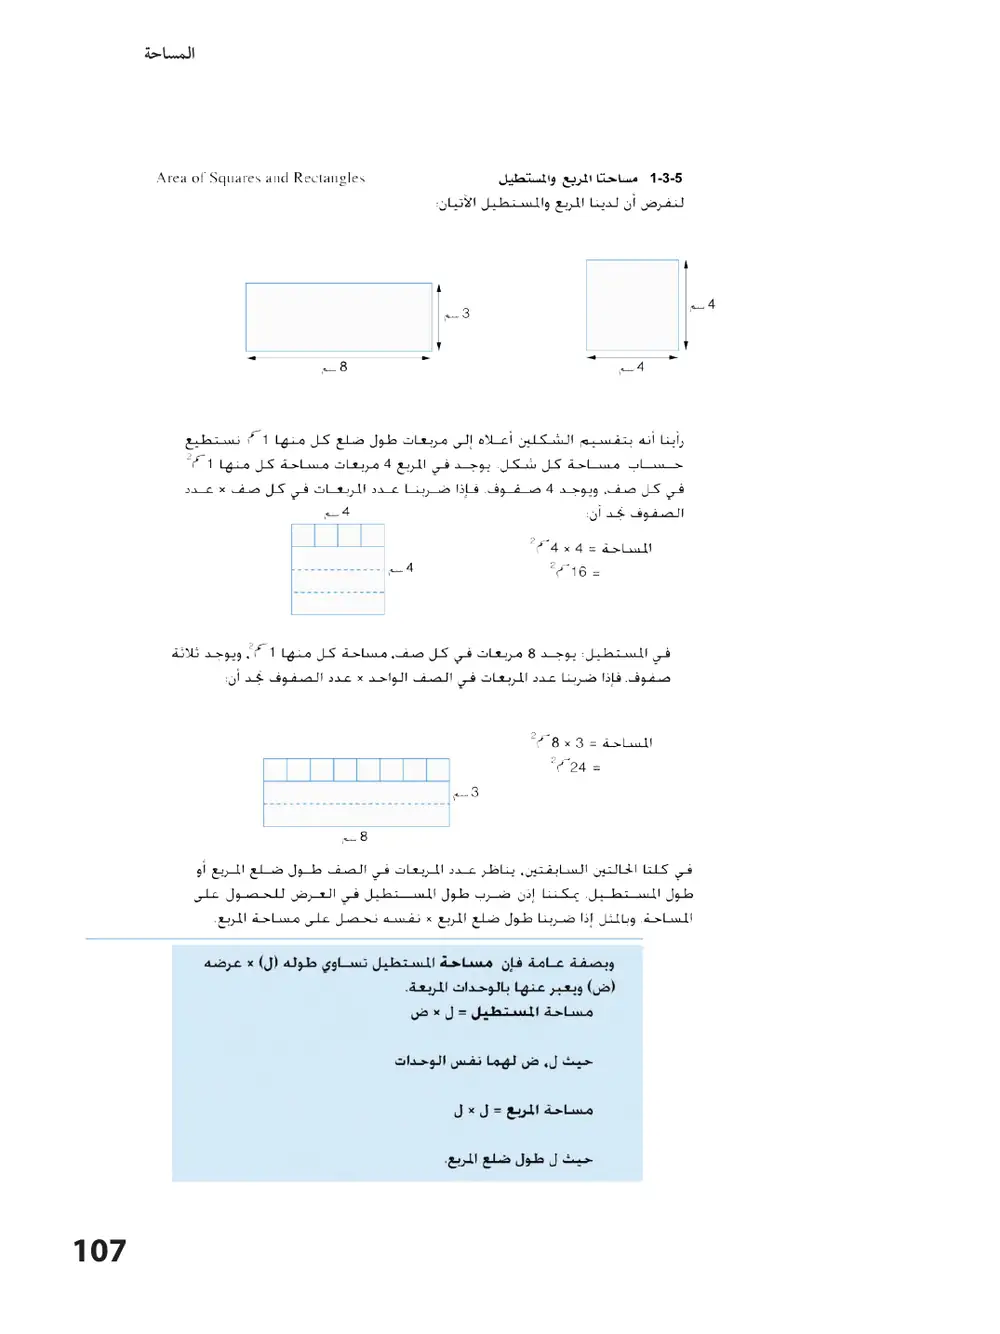 المساحة
1-3-5 مساحتا المربع والمستطيل Area of Squares and Rectangles
لنفرض أن لدينا المربع والمستطيل الآتيان:
4 سم
3 سم
4 سم
8 سم
رأينا أنه بتقسيم الشكلين أعلاه إلى مربعات طول ضلع كل منها 1 سم نستطيع
حساب مساحة كل شكل. يوجد في المربع 4 مربعات مساحة كل منها 1 سم²
في كل صف، ويوجد 4 صفوف. فإذا ضربنا عدد المربعات في كل صف × عدد
الصفوف نجد أن:
4 سم
المساحة = 4 × 4 سم²
4 سم
= 16 سم²
في المستطيل: يوجد 8 مربعات في كل صف، مساحة كل منها 1 سم²، ويوجد ثلاثة
صفوف. فإذا ضربنا عدد المربعات في الصف الواحد × عدد الصفوف نجد أن:
المساحة = 3 × 8 سم²
= 24 سم²
3 سم
8 سم
في كلتا الحالتين السابقتين، يناظر عدد المربعات في الصف طول ضلع المربع أو
طول المستطيل. يمكننا إذن ضرب طول المستطيل في العرض للحصول على
المساحة. وبالمثل إذا ضربنا طول ضلع المربع × نفسه نحصل على مساحة المربع.
وبصفة عامة فإن مساحة المستطيل تساوي طوله (ل) × عرضه
(ض) ويعبر عنها بالوحدات المربعة.
مساحة المستطيل = ل × ض
حيث ل، ض لهما نفس الوحدات
مساحة المربع = ل × ل
حيث ل طول ضلع المربع.
107